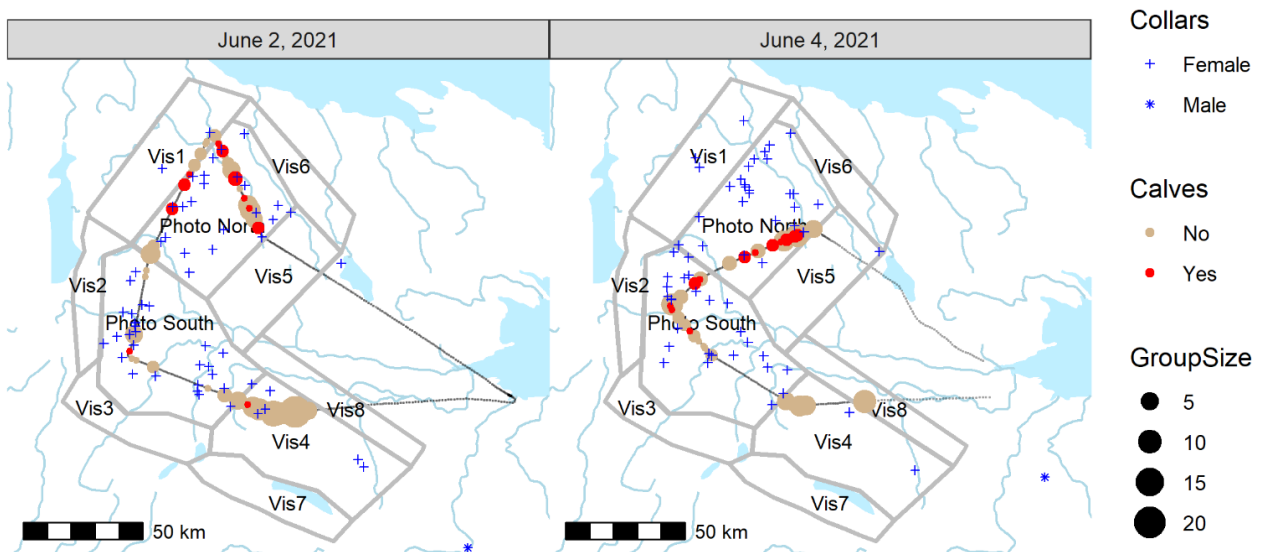 June 2, 2021
Vis1
Vis6
Photo North
Vis2
Vis5
Photo South
Vis3
Vis8
Vis4
Vis7
50 km
June 4, 2021
Vis1
Vis6
Photo North
Vis2
Vis5
Photo South
Vis3
Vis8
Vis4
Vis7
50 km
Collars
Female
Male
Calves
No
Yes
GroupSize
5
10
15
20